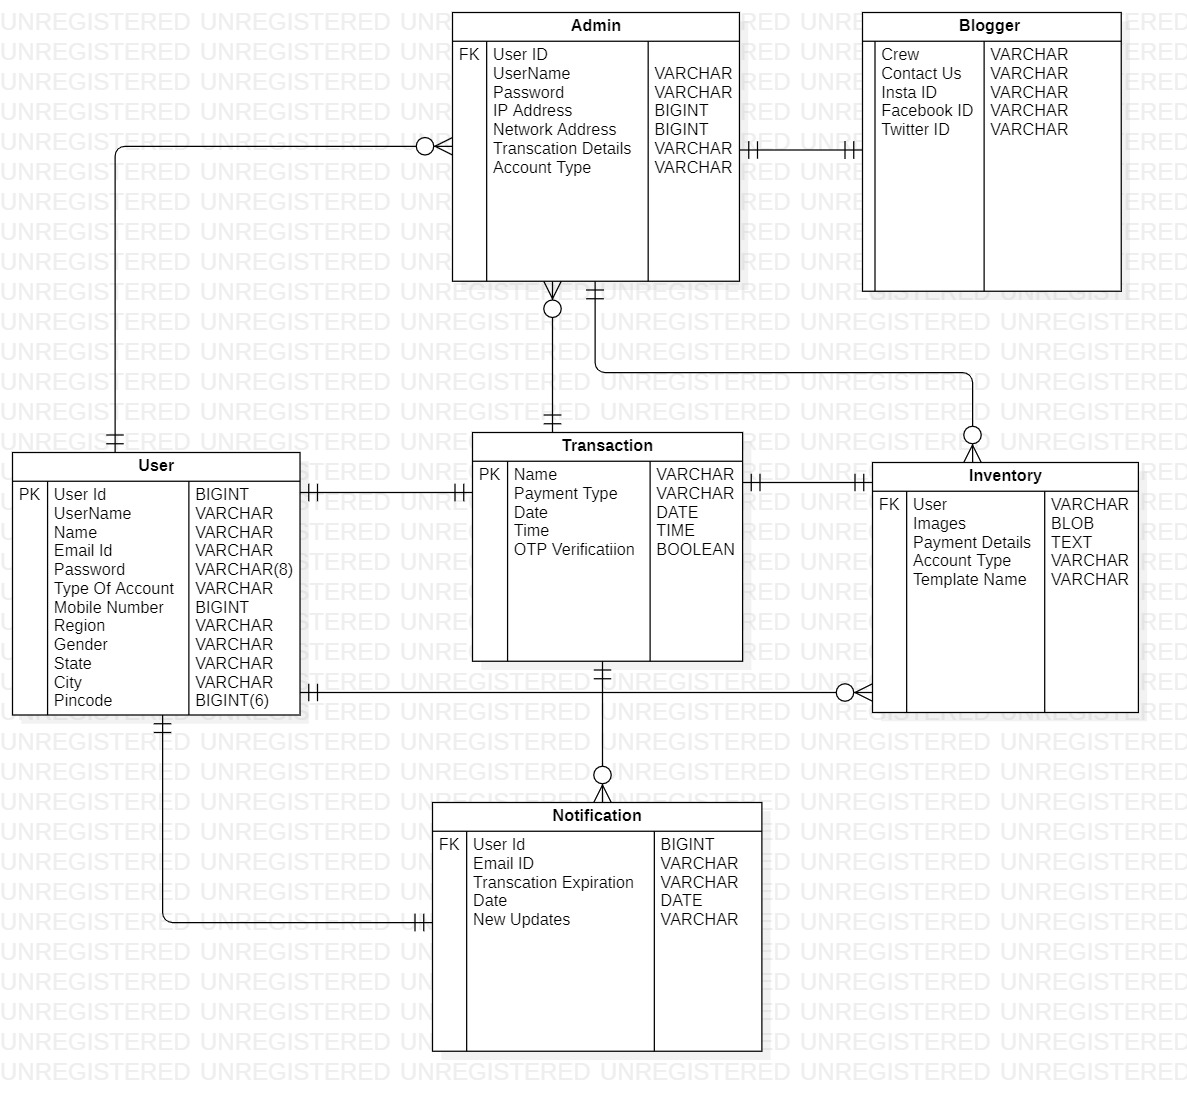 Admin
FK User ID
UserName VARCHAR
Password VARCHAR
IP Address BIGINT
Network Address BIGINT
Transcation Details VARCHAR
Account Type VARCHAR
Blogger
Crew VARCHAR
Contact Us VARCHAR
Insta ID VARCHAR
Facebook ID VARCHAR
Twitter ID VARCHAR
User
PK User Id BIGINT
UserName VARCHAR
Name VARCHAR
Email Id VARCHAR
Password VARCHAR(8)
Type Of Account VARCHAR
Mobile Number BIGINT
Region VARCHAR
Gender VARCHAR
State VARCHAR
City VARCHAR
Pincode BIGINT(6)
Transaction
PK Name VARCHAR
Payment Type VARCHAR
Date DATE
Time TIME
OTP Verificatiion BOOLEAN
Inventory
FK User VARCHAR
Images BLOB
Payment Details TEXT
Account Type VARCHAR
Template Name VARCHAR
Notification
FK User Id BIGINT
Email ID VARCHAR
Transcation Expiration VARCHAR
Date DATE
New Updates VARCHAR
UNREGISTERED UNREGISTERED UNREGISTERED UNREGISTERED UNREGISTERED UNREGISTERED